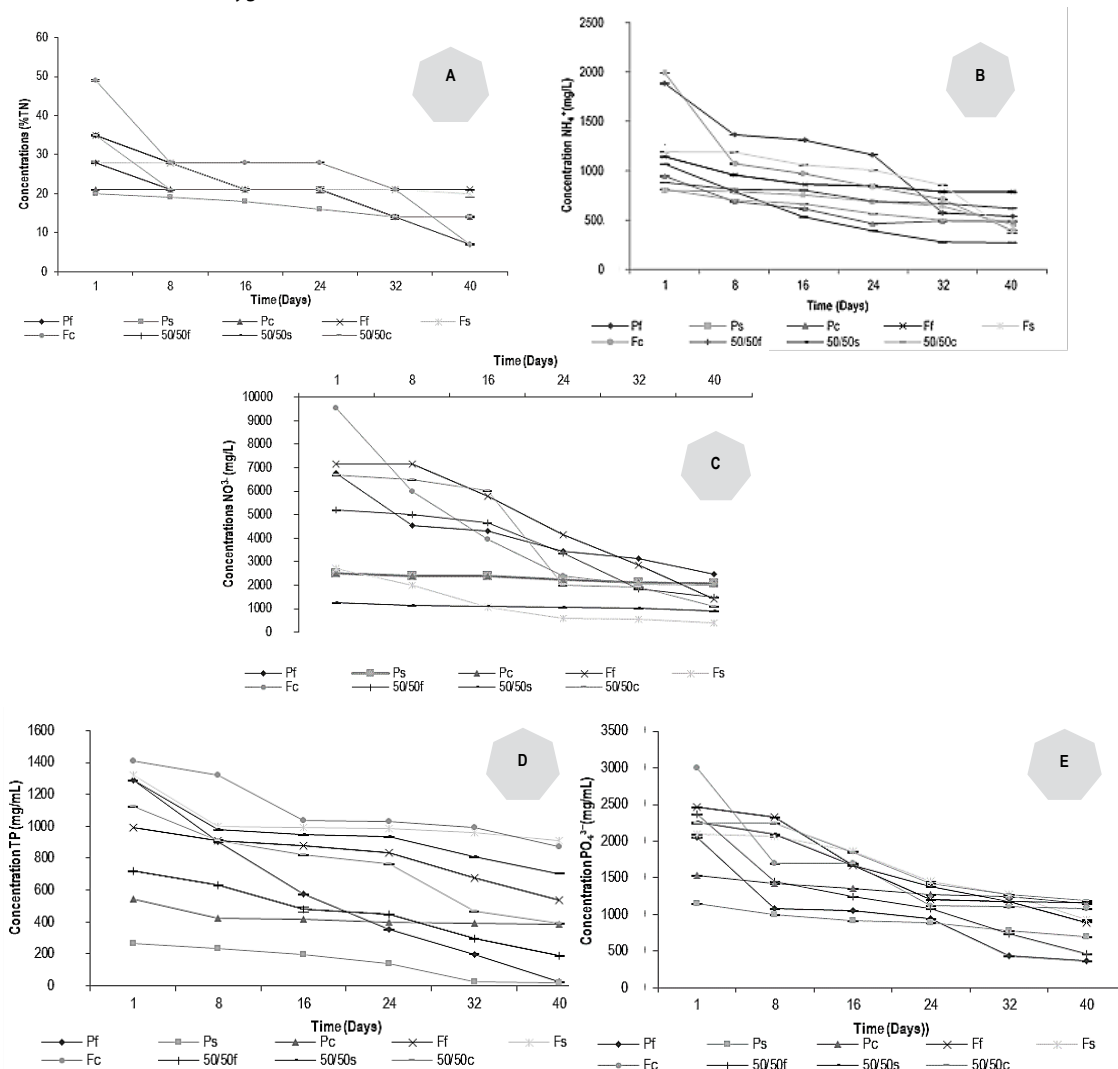 A
60
50
40
30
20
10
0
Concentrations (%TN)
1 8 16 24 32 40
Time (Days)
Pf Ps Pc Ff Fs
Fc 50/50f 50/50s 50/50c
B
2500
2000
1500
1000
500
0
Concentration NH₄⁺(mg/L)
1 8 16 24 32 40
Time (Days)
Pf Ps Pc Ff Fs
Fc 50/50f 50/50s 50/50c
Time (Days)
1 8 16 24 32 40
C
10000
9000
8000
7000
6000
5000
4000
3000
2000
1000
0
Concentrations NO³⁻(mg/L)
Pf Ps Pc Ff Fs
Fc 50/50f 50/50s 50/50c
D
1600
1400
1200
1000
800
600
400
200
0
Concentration TP (mg/mL)
1 8 16 24 32 40
Time (Days)
Pf Ps Pc Ff Fs
Fc 50/50f 50/50s 50/50c
E
3500
3000
2500
2000
1500
1000
500
0
Concentration PO₄³⁻(mg/mL)
1 8 16 24 32 40
Time (Days))
Pf Ps Pc Ff Fs
Fc 50/50f 50/50s 50/50c